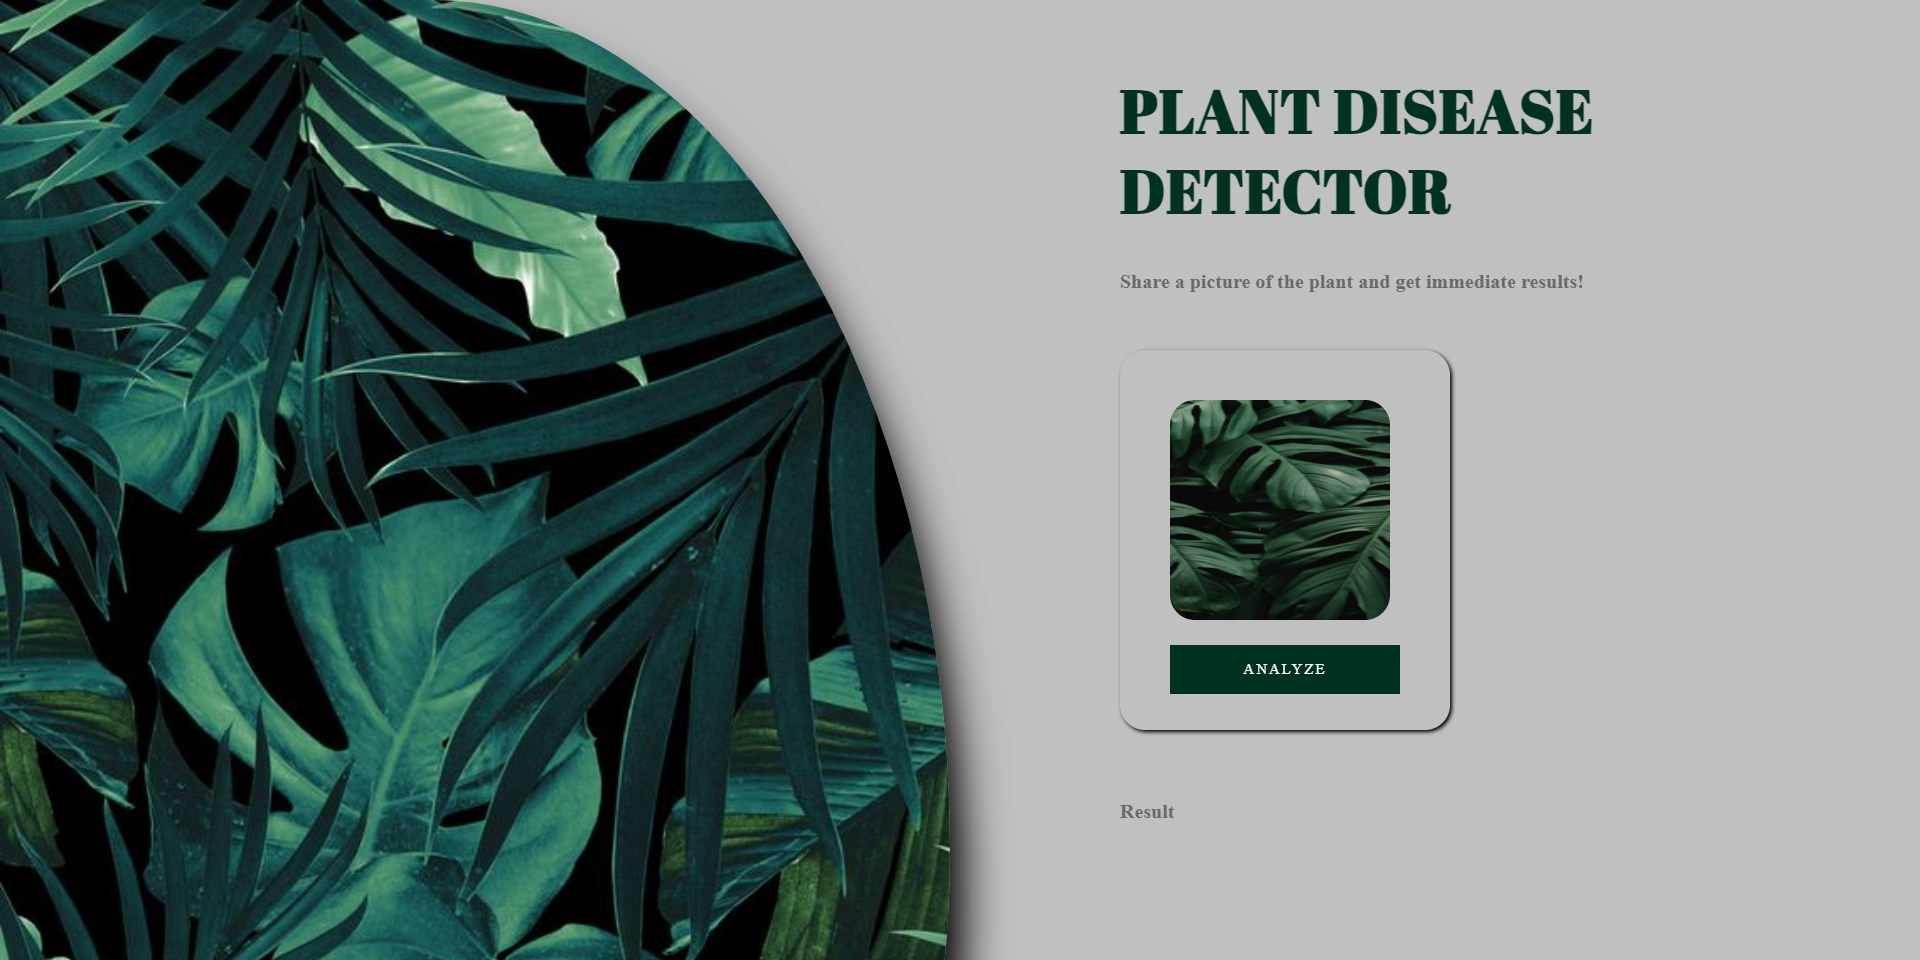 PLANT DISEASE
DETECTOR
Share a picture of the plant and get immediate results!
ANALYZE
Result